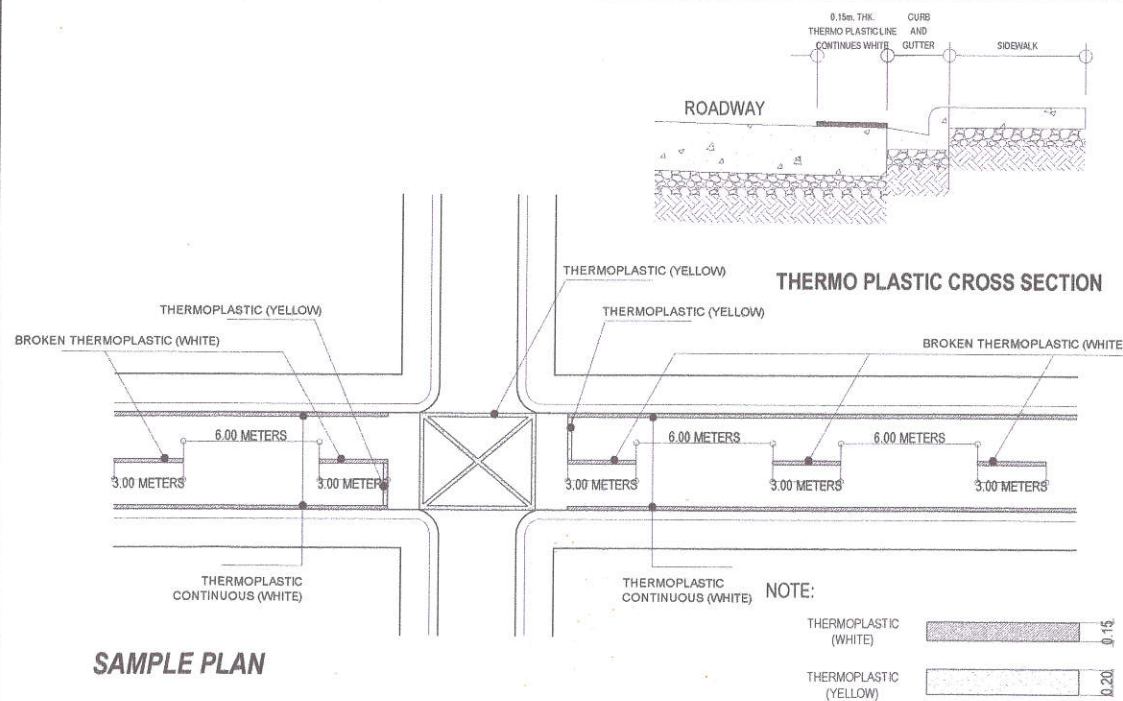 0.15m. THK.
THERMO PLASTIC LINE
CONTINUES WHITE
CURB
AND
GUTTER
SIDEWALK
ROADWAY
THERMO PLASTIC CROSS SECTION
THERMOPLASTIC (YELLOW)
THERMOPLASTIC (YELLOW)
THERMOPLASTIC (YELLOW)
BROKEN THERMOPLASTIC (WHITE)
BROKEN THERMOPLASTIC (WHITE
6.00 METERS
6.00 METERS
6.00 METERS
3.00 METERS
3.00 METERS
3.00 METERS
3.00 METERS
3.00 METERS
THERMOPLASTIC
CONTINUOUS (WHITE)
THERMOPLASTIC
CONTINUOUS (WHITE)
NOTE:
THERMOPLASTIC
(WHITE)
0.15
THERMOPLASTIC
(YELLOW)
0.20
SAMPLE PLAN